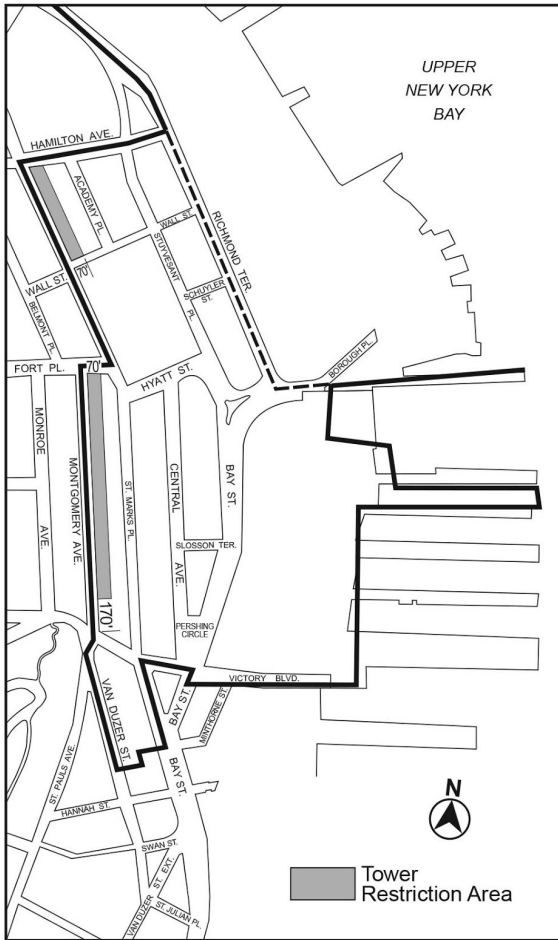 UPPER
NEW YORK
BAY
HAMILTON AVE.
ACADEMY PL.
RICHMOND TER.
WALL ST.
STUYVESANT
PL.
70'
WALL ST.
SCHUYLER
ST.
BELMONT PL.
BOROUGH PL.
70'
FORT PL.
HYATT ST.
MONROE
AVE.
MONTGOMERY AVE.
ST. MARKS PL.
CENTRAL
AVE.
BAY ST.
SLOSSON TER.
170'
PERSHING
CIRCLE
VICTORY BLVD.
VAN DUZER ST.
BAY ST.
MINTHORNE ST.
ST. PAULS AVE.
BAY ST.
HANNAH ST.
SWAN ST.
VAN DUZER ST. EXT.
ST. JULIAN PL.
N
Tower
Restriction Area